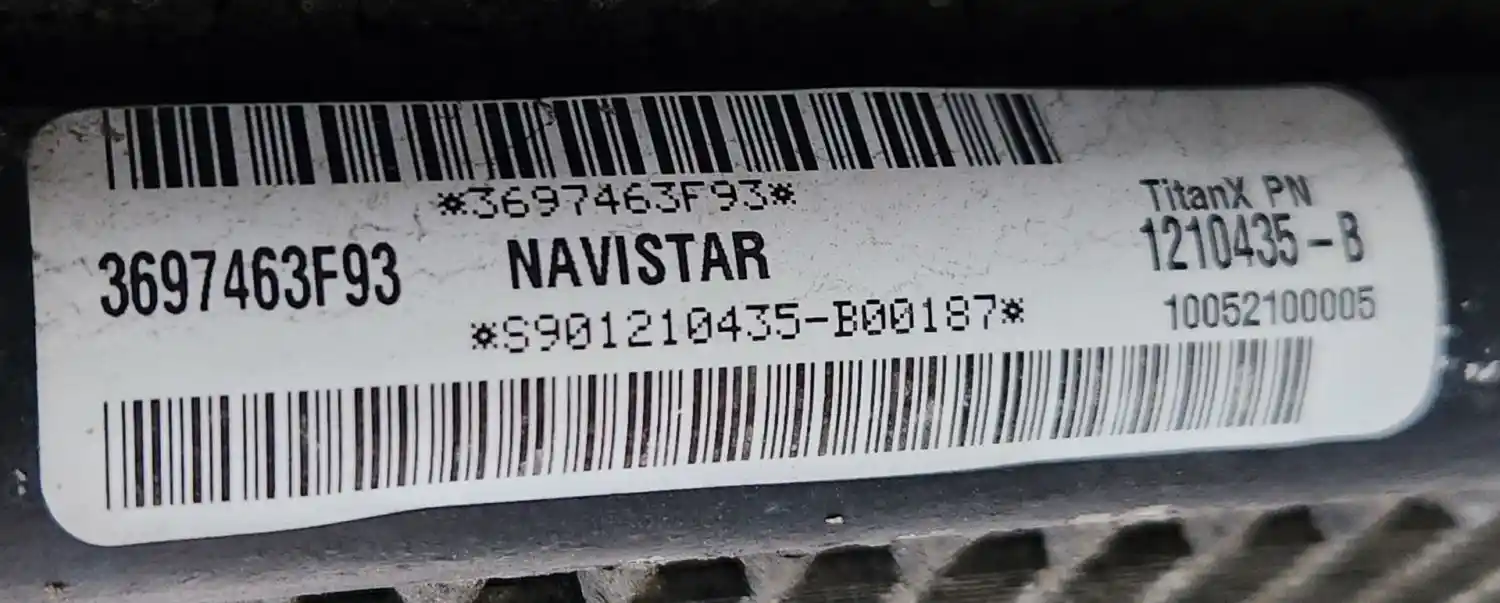 *3697463F93*
3697463F93
NAVISTAR
*S901210435-B00187*
TitanX PN
1210435-B
10052100005